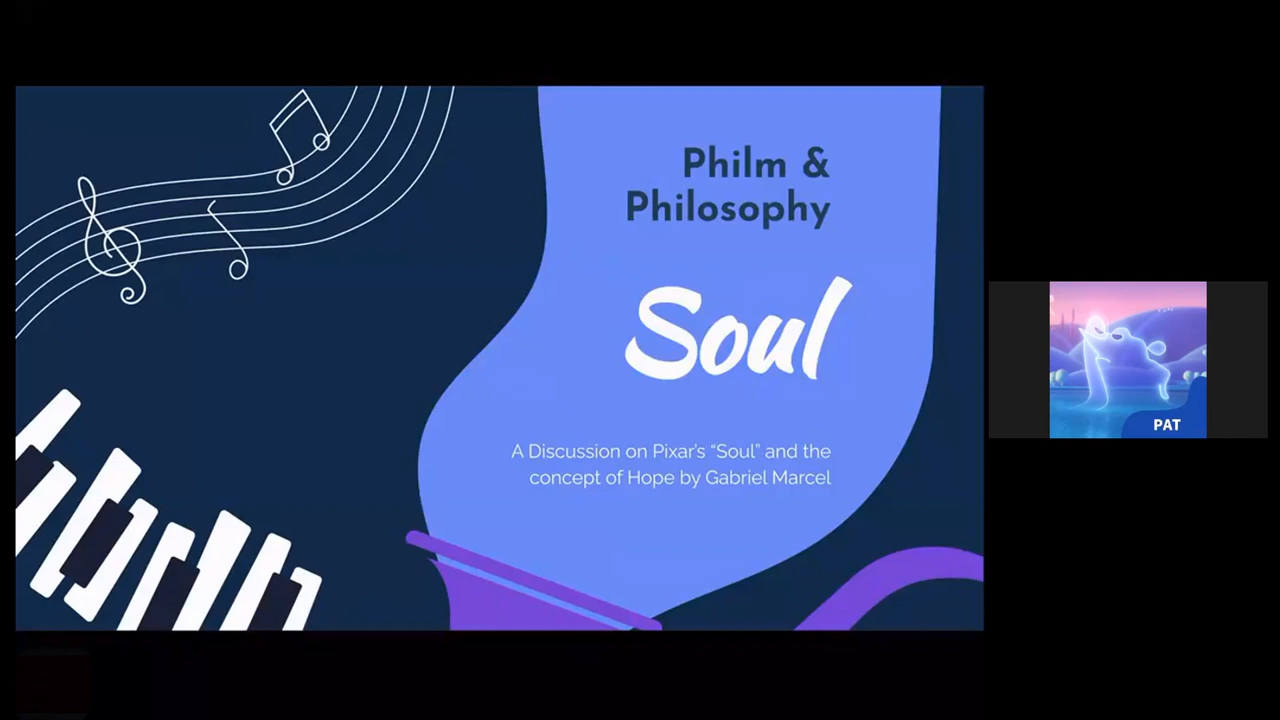 Philm &
Philosophy
Soul
A Discussion on Pixar's “Soul” and the
concept of Hope by Gabriel Marcel
PAT